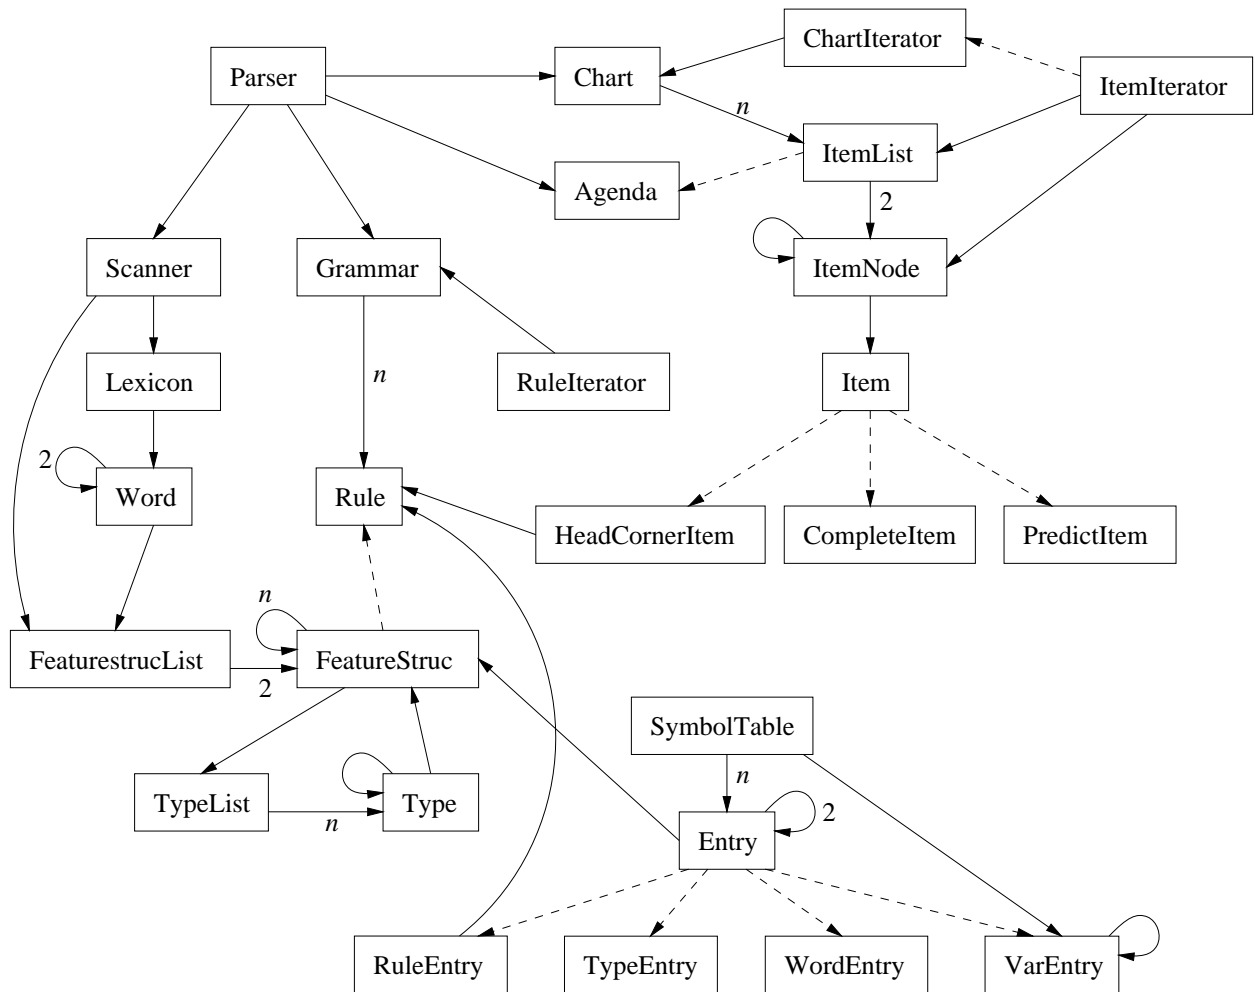 ChartIterator
Parser
Chart
ItemIterator
n
ItemList
Agenda
2
Scanner
Grammar
ItemNode
Lexicon
n
RuleIterator
Item
2
Word
Rule
HeadCornerItem
CompleteItem
PredictItem
n
FeaturestrucList
2
FeatureStruc
SymbolTable
n
TypeList
n
Type
2
Entry
RuleEntry
TypeEntry
WordEntry
VarEntry